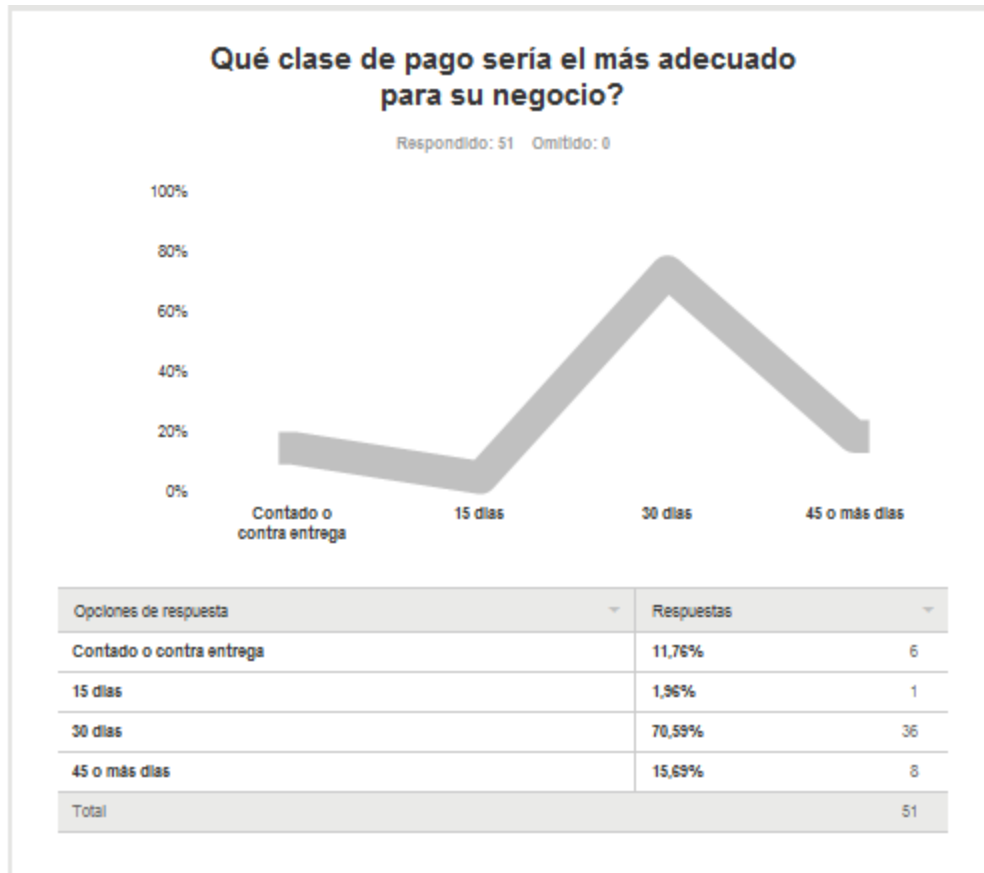 Qué clase de pago sería el más adecuado
para su negocio?
Respondido: 51 Omitido: 0
100%
80%
60%
40%
20%
0%
Contado o
contra entrega
15 días
30 días
45 o más días
Opciones de respuesta Respuestas
Contado o contra entrega 11,76% 6
15 días 1,96% 1
30 días 70,59% 36
45 o más días 15,69% 8
Total 51